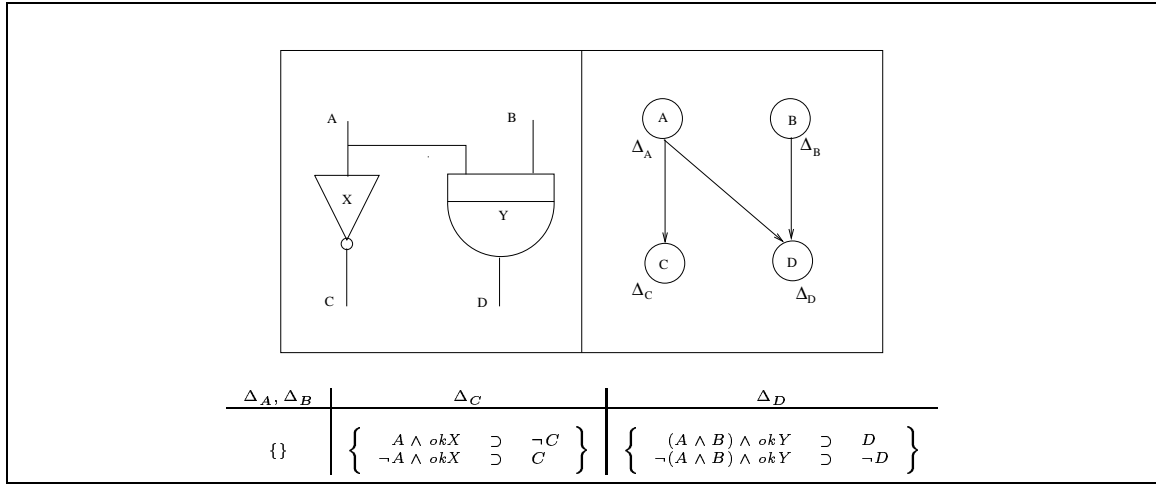 A B A B
Δ_A Δ_B
X Y
C D C D
Δ_C Δ_D
Δ_A, Δ_B Δ_C Δ_D
{} { A ∧ okX ⊃ ¬C } { (A ∧ B) ∧ okY ⊃ D }
¬A ∧ okX ⊃ C ¬(A ∧ B) ∧ okY ⊃ ¬D